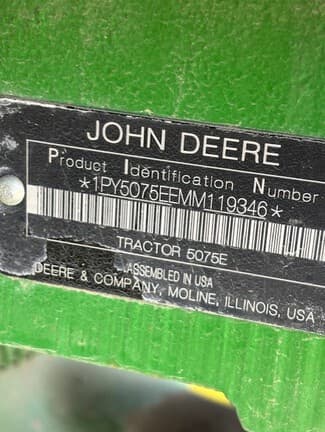 JOHN DEERE
Product Identification Number
*1PY5075EEMM119346*
TRACTOR 5075E
ASSEMBLED IN USA
DEERE & COMPANY, MOLINE, ILLINOIS, USA